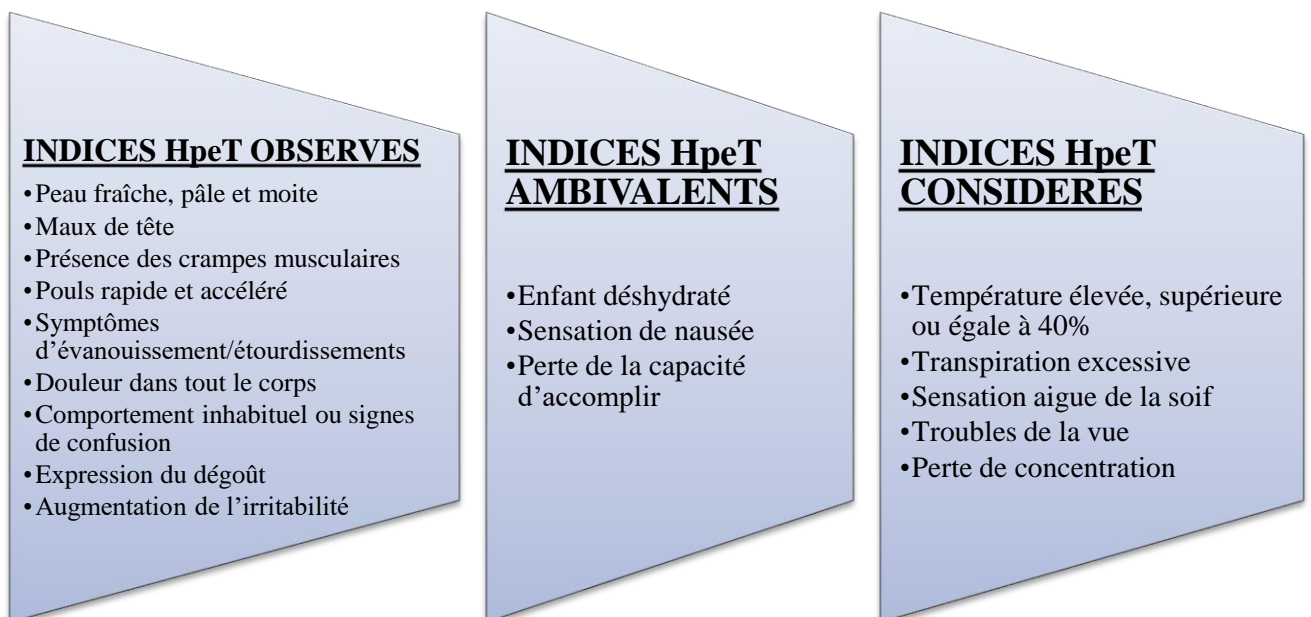 INDICES HpeT OBSERVES
•Peau fraîche, pâle et moite
•Maux de tête
•Présence des crampes musculaires
•Pouls rapide et accéléré
•Symptômes
d’évanouissement/étourdissements
•Douleur dans tout le corps
•Comportement inhabituel ou signes
de confusion
•Expression du dégoût
•Augmentation de l’irritabilité
INDICES HpeT
AMBIVALENTS
•Enfant déshydraté
•Sensation de nausée
•Perte de la capacité
d’accomplir
INDICES HpeT
CONSIDERES
•Température élevée, supérieure
ou égale à 40%
•Transpiration excessive
•Sensation aigue de la soif
•Troubles de la vue
•Perte de concentration